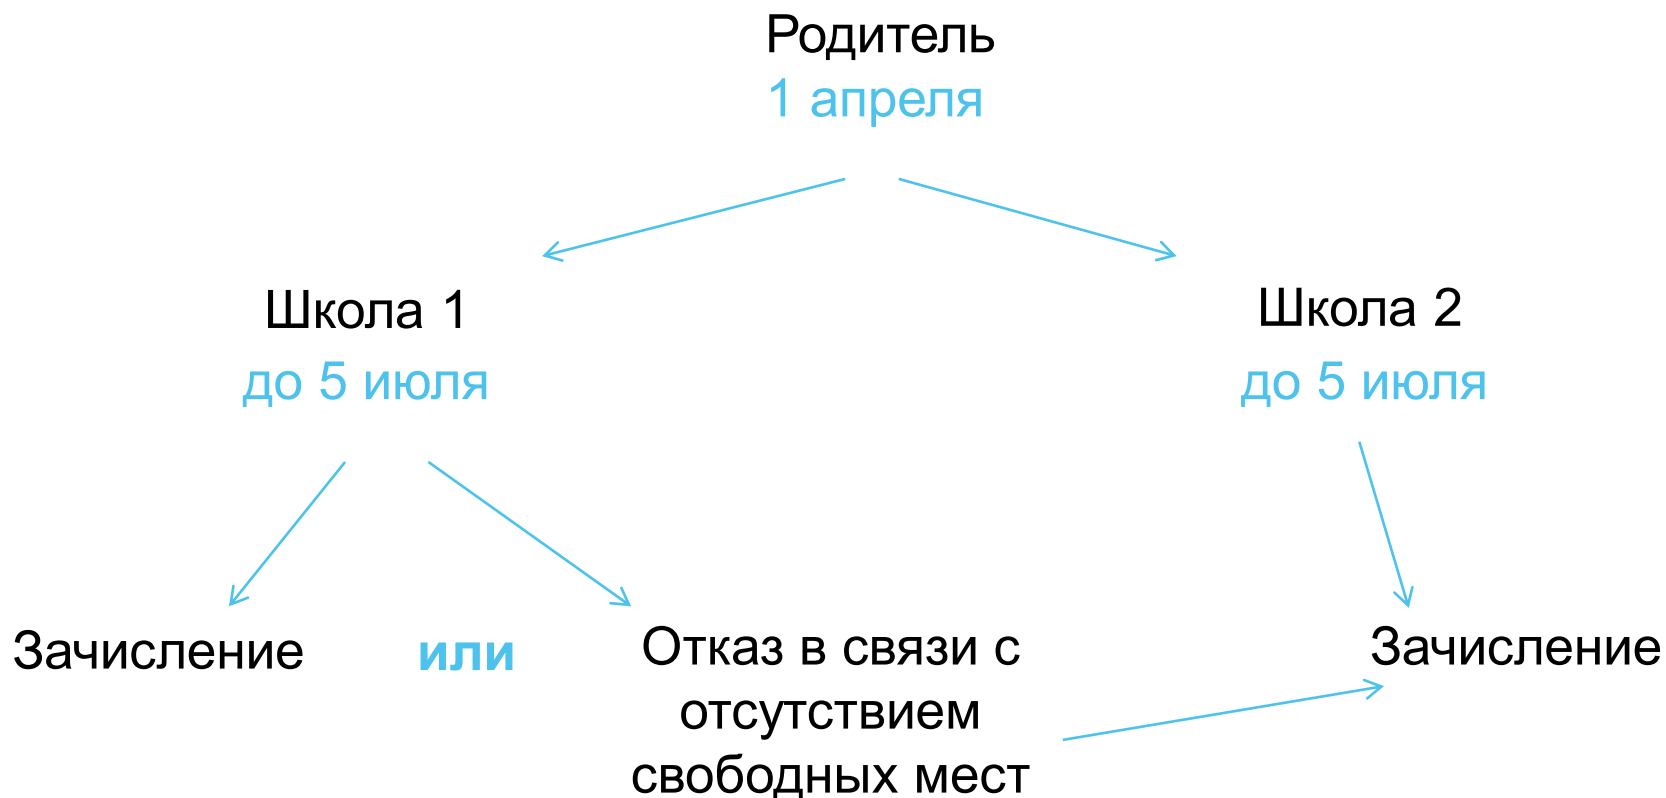 Родитель
1 апреля
Школа 1
до 5 июля
Школа 2
до 5 июля
Зачисление
или
Отказ в связи с
отсутствием
свободных мест
Зачисление